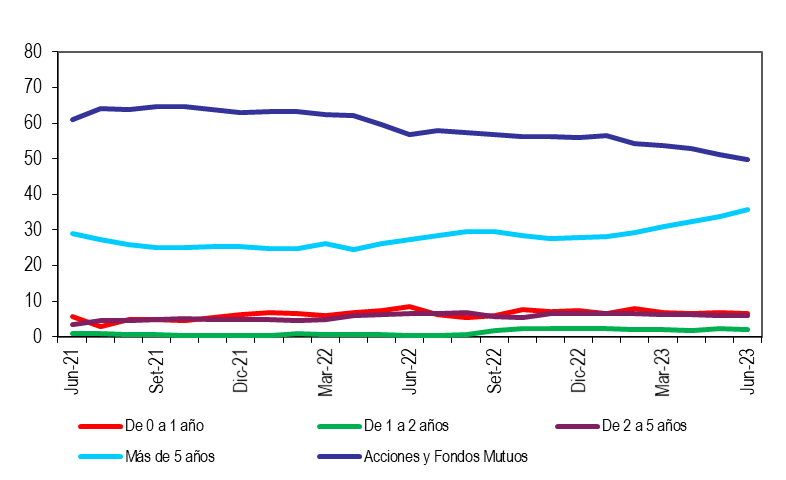 80
70
60
50
40
30
20
10
0
Jun-21
Set-21
Dic-21
Mar-22
Jun-22
Set-22
Dic-22
Mar-23
Jun-23
De 0 a 1 año De 1 a 2 años De 2 a 5 años
Más de 5 años Acciones y Fondos Mutuos